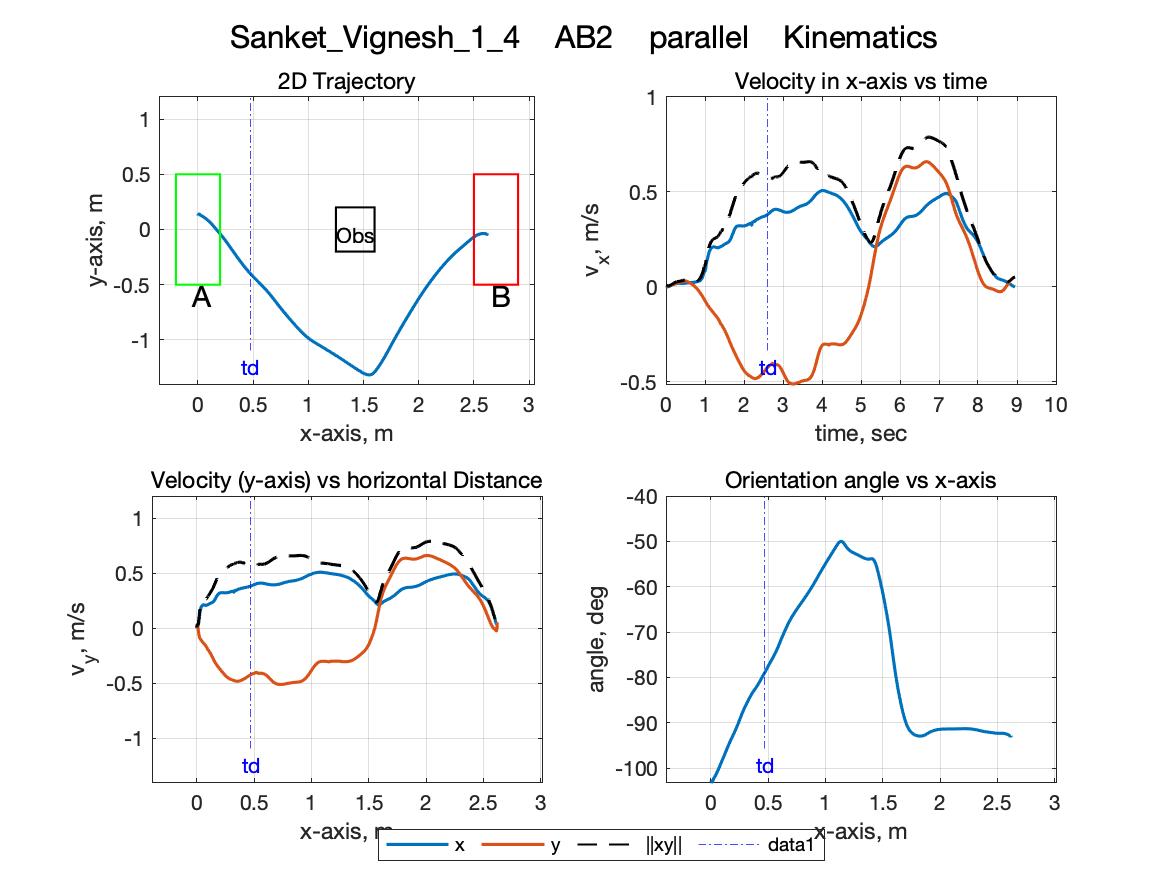 Sanket_Vignesh_1_4 AB2 parallel Kinematics
2D Trajectory
1
0.5
0
-0.5
-1
y-axis, m
Obs
A
B
td
0 0.5 1 1.5 2 2.5 3
x-axis, m
Velocity in x-axis vs time
1
0.5
0
-0.5
v_x, m/s
td
0 1 2 3 4 5 6 7 8 9 10
time, sec
Velocity (y-axis) vs horizontal Distance
1
0.5
0
-0.5
-1
v_y, m/s
td
0 0.5 1 1.5 2 2.5 3
x-axis, m
Orientation angle vs x-axis
-40
-50
-60
-70
-80
-90
-100
angle, deg
td
0 0.5 1 1.5 2 2.5 3
x-axis, m
x y ||xy|| data1